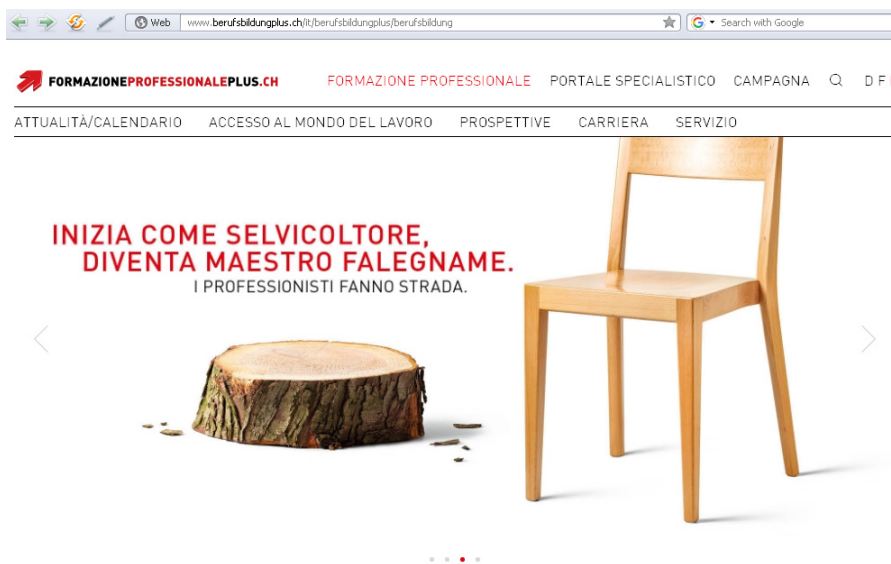 Web www.berufsbildungplus.ch/it/berufsbildungplus/berufsbildung Search with Google
FORMAZIONEPROFESSIONALEPLUS.CH FORMAZIONE PROFESSIONALE PORTALE SPECIALISTICO CAMPAGNA D F
ATTUALITÀ/CALENDARIO ACCESSO AL MONDO DEL LAVORO PROSPETTIVE CARRIERA SERVIZIO
INIZIA COME SELVICOLTORE,
DIVENTA MAESTRO FALEGNAME.
I PROFESSIONISTI FANNO STRADA.